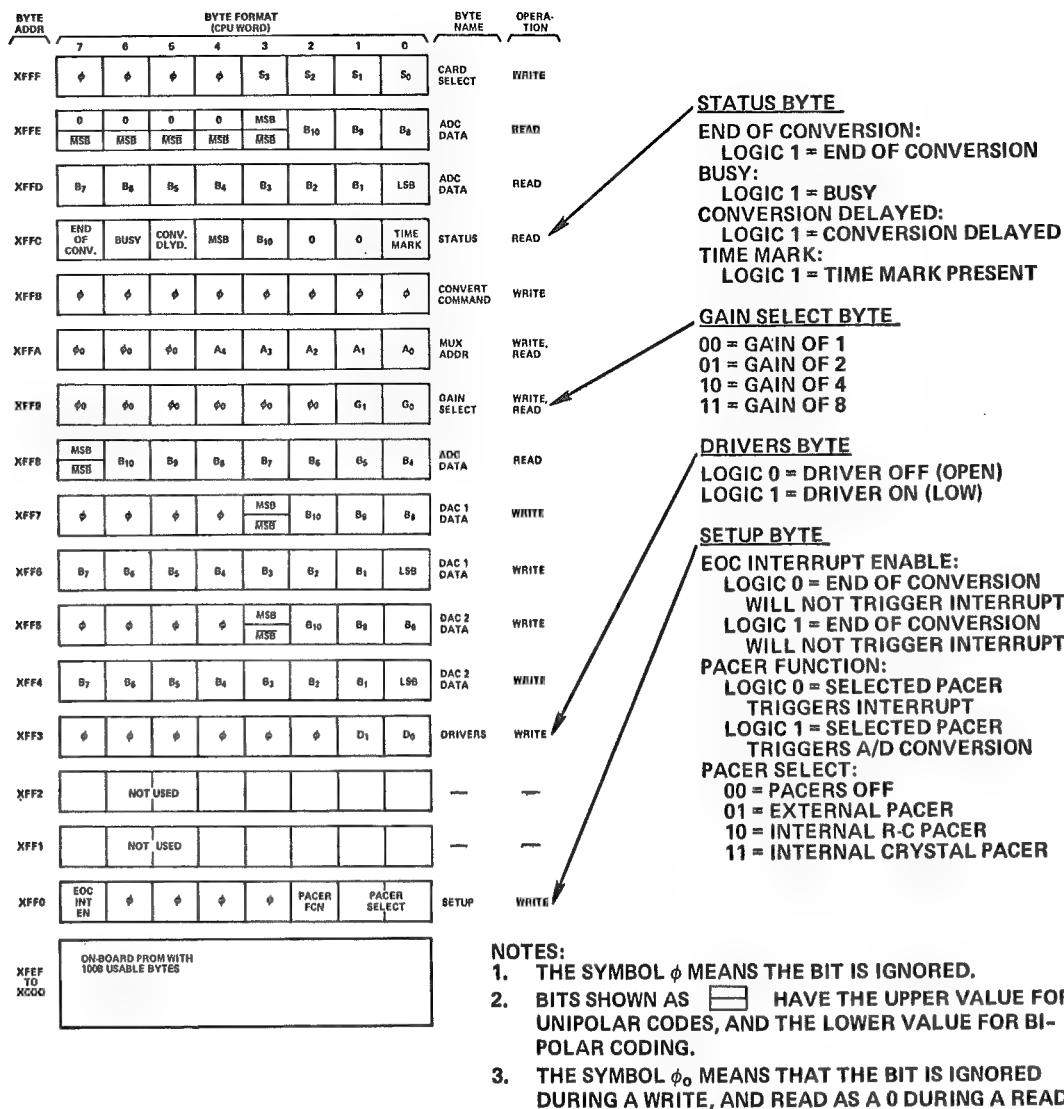 BYTE ADDR BYTE FORMAT (CPU WORD) BYTE NAME OPERA-TION
7 6 5 4 3 2 1 0
XFFF ϕ ϕ ϕ ϕ S3 S2 S1 S0 CARD SELECT WRITE
XFFE 0 0 0 0 MSB B10 B9 B8 ADC DATA READ
M̅S̅B̅ M̅S̅B̅ M̅S̅B̅ M̅S̅B̅ M̅S̅B̅
XFFD B7 B6 B5 B4 B3 B2 B1 LSB ADC DATA READ
XFFC END OF CONV. BUSY CONV. DLYD. MSB B10 0 0 TIME MARK STATUS READ
XFFB ϕ ϕ ϕ ϕ ϕ ϕ ϕ ϕ CONVERT COMMAND WRITE
XFFA ϕ0 ϕ0 ϕ0 A4 A3 A2 A1 A0 MUX ADDR WRITE, READ
XFF9 ϕ0 ϕ0 ϕ0 ϕ0 ϕ0 ϕ0 G1 G0 GAIN SELECT WRITE, READ
XFF8 MSB B10 B9 B8 B7 B6 B5 B4 ADC DATA READ
M̅S̅B̅
XFF7 ϕ ϕ ϕ ϕ MSB B10 B9 B8 DAC 1 DATA WRITE
M̅S̅B̅
XFF6 B7 B6 B5 B4 B3 B2 B1 LSB DAC 1 DATA WRITE
XFF5 ϕ ϕ ϕ ϕ MSB B10 B9 B8 DAC 2 DATA WRITE
M̅S̅B̅
XFF4 B7 B6 B5 B4 B3 B2 B1 LSB DAC 2 DATA WRITE
XFF3 ϕ ϕ ϕ ϕ ϕ ϕ D1 D0 DRIVERS WRITE
XFF2 NOT USED — —
XFF1 NOT USED — —
XFF0 EOC INT EN ϕ ϕ ϕ ϕ PACER FCN PACER SELECT SETUP WRITE
XFEF TO XC00 ON-BOARD PROM WITH
1008 USABLE BYTES
STATUS BYTE
END OF CONVERSION:
LOGIC 1 = END OF CONVERSION
BUSY:
LOGIC 1 = BUSY
CONVERSION DELAYED:
LOGIC 1 = CONVERSION DELAYED
TIME MARK:
LOGIC 1 = TIME MARK PRESENT
GAIN SELECT BYTE
00 = GAIN OF 1
01 = GAIN OF 2
10 = GAIN OF 4
11 = GAIN OF 8
DRIVERS BYTE
LOGIC 0 = DRIVER OFF (OPEN)
LOGIC 1 = DRIVER ON (LOW)
SETUP BYTE
EOC INTERRUPT ENABLE:
LOGIC 0 = END OF CONVERSION
WILL NOT TRIGGER INTERRUPT
LOGIC 1 = END OF CONVERSION
WILL NOT TRIGGER INTERRUPT
PACER FUNCTION:
LOGIC 0 = SELECTED PACER
TRIGGERS INTERRUPT
LOGIC 1 = SELECTED PACER
TRIGGERS A/D CONVERSION
PACER SELECT:
00 = PACERS OFF
01 = EXTERNAL PACER
10 = INTERNAL R-C PACER
11 = INTERNAL CRYSTAL PACER
NOTES:
1. THE SYMBOL ϕ MEANS THE BIT IS IGNORED.
2. BITS SHOWN AS HAVE THE UPPER VALUE FOR
UNIPOLAR CODES, AND THE LOWER VALUE FOR BI-
POLAR CODING.
3. THE SYMBOL ϕ0 MEANS THAT THE BIT IS IGNORED
DURING A WRITE, AND READ AS A 0 DURING A READ